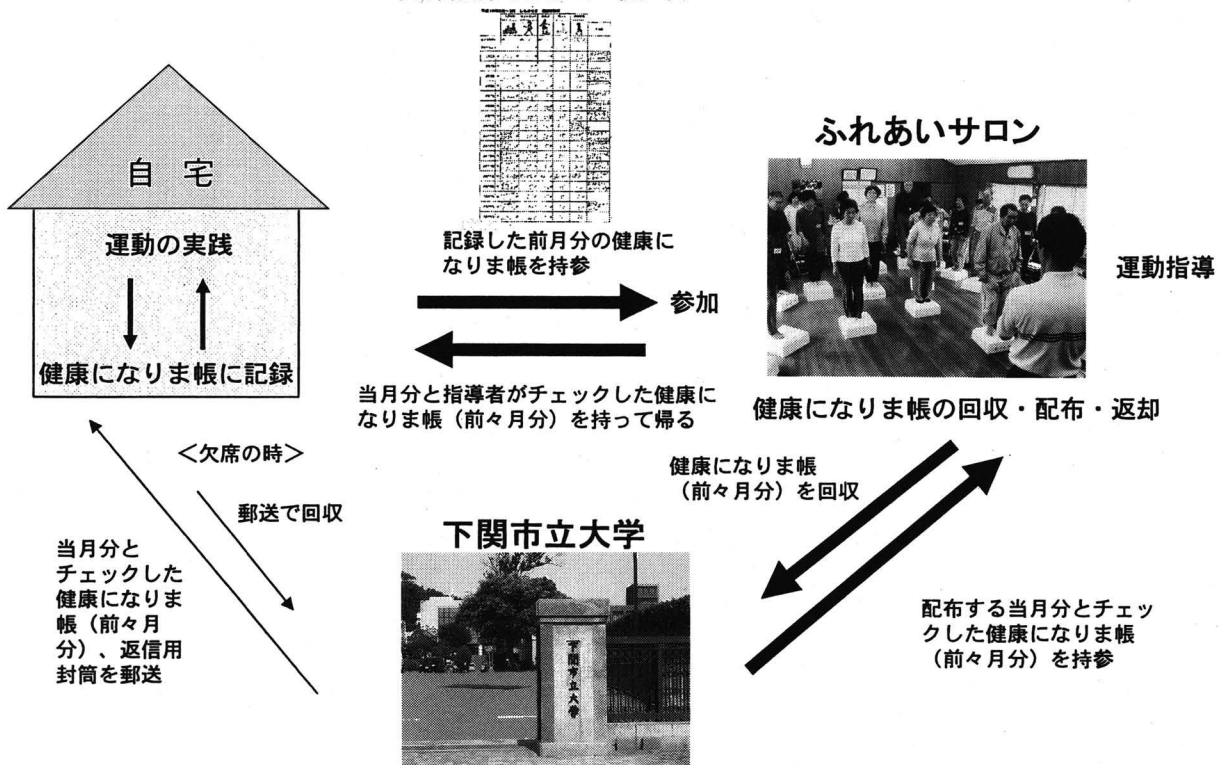 ふれあいサロン
自 宅
運動の実践
健康になりま帳に記録
記録した前月分の健康に
なりま帳を持参
参加
運動指導
当月分と指導者がチェックした健康に
なりま帳（前々月分）を持って帰る
健康になりま帳の回収・配布・返却
＜欠席の時＞
郵送で回収
健康になりま帳
（前々月分）を回収
下関市立大学
当月分と
チェックした
健康になりま
帳（前々月
分）、返信用
封筒を郵送
下関市立大学
配布する当月分とチェッ
クした健康になりま帳
（前々月分）を持参